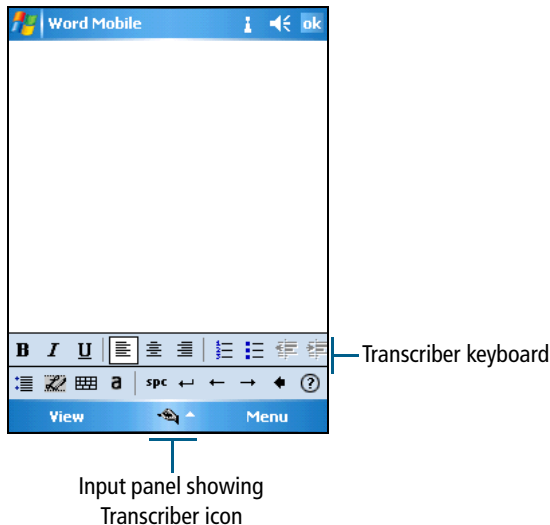 Word Mobile ok
B I U
Transcriber keyboard
a spc ?
View Menu
Input panel showing
Transcriber icon